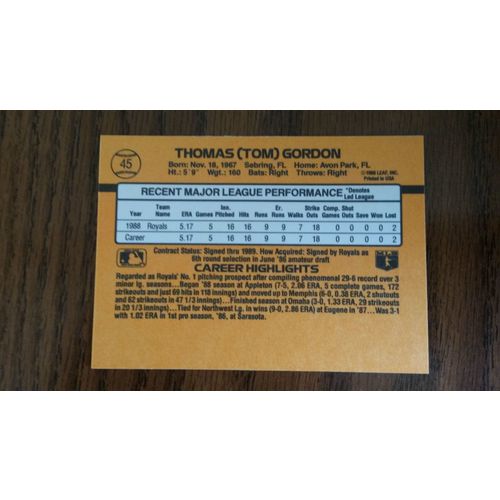 45
THOMAS (TOM) GORDON
Born: Nov. 18, 1967 Sebring, FL Home: Avon Park, FL
Ht.: 5'9" Wgt.: 160 Bats: Right Throws: Right
©1988 LEAF, INC.
Printed in USA
RECENT MAJOR LEAGUE PERFORMANCE *Denotes Led League
Year Team Name ERA Games Inn. Pitched Hits Runs Er. Runs Walks Strike Outs Comp. Games Shut Outs Save Won Lost
1988 Royals 5.17 5 16 16 9 9 7 18 0 0 0 0 2
Career 5.17 5 16 16 9 9 7 18 0 0 0 0 2
Contract Status: Signed thru 1989. How Acquired: Signed by Royals as
6th round selection in June '86 amateur draft
CAREER HIGHLIGHTS
Regarded as Royals' No. 1 pitching prospect following phenomenal 29-6 record over 3
minor lg. seasons...Began '88 season at Appleton (7-5, 2.06 ERA, 5 complete games, 172
strikeouts and just 69 hits in 118 innings) and moved up to Memphis (6-0, 0.38 ERA, 2 shutouts
and 62 strikeouts in 47 1/3 innings)...Finished season at Omaha (3-0, 1.33 ERA, 29 strikeouts
in 20 1/3 innings)...Tied for Northwest Lg. in wins (9-0, 2.86 ERA) at Eugene in '87...Was 3-1
with 1.02 ERA in 1st pro season, '86, at Sarasota.